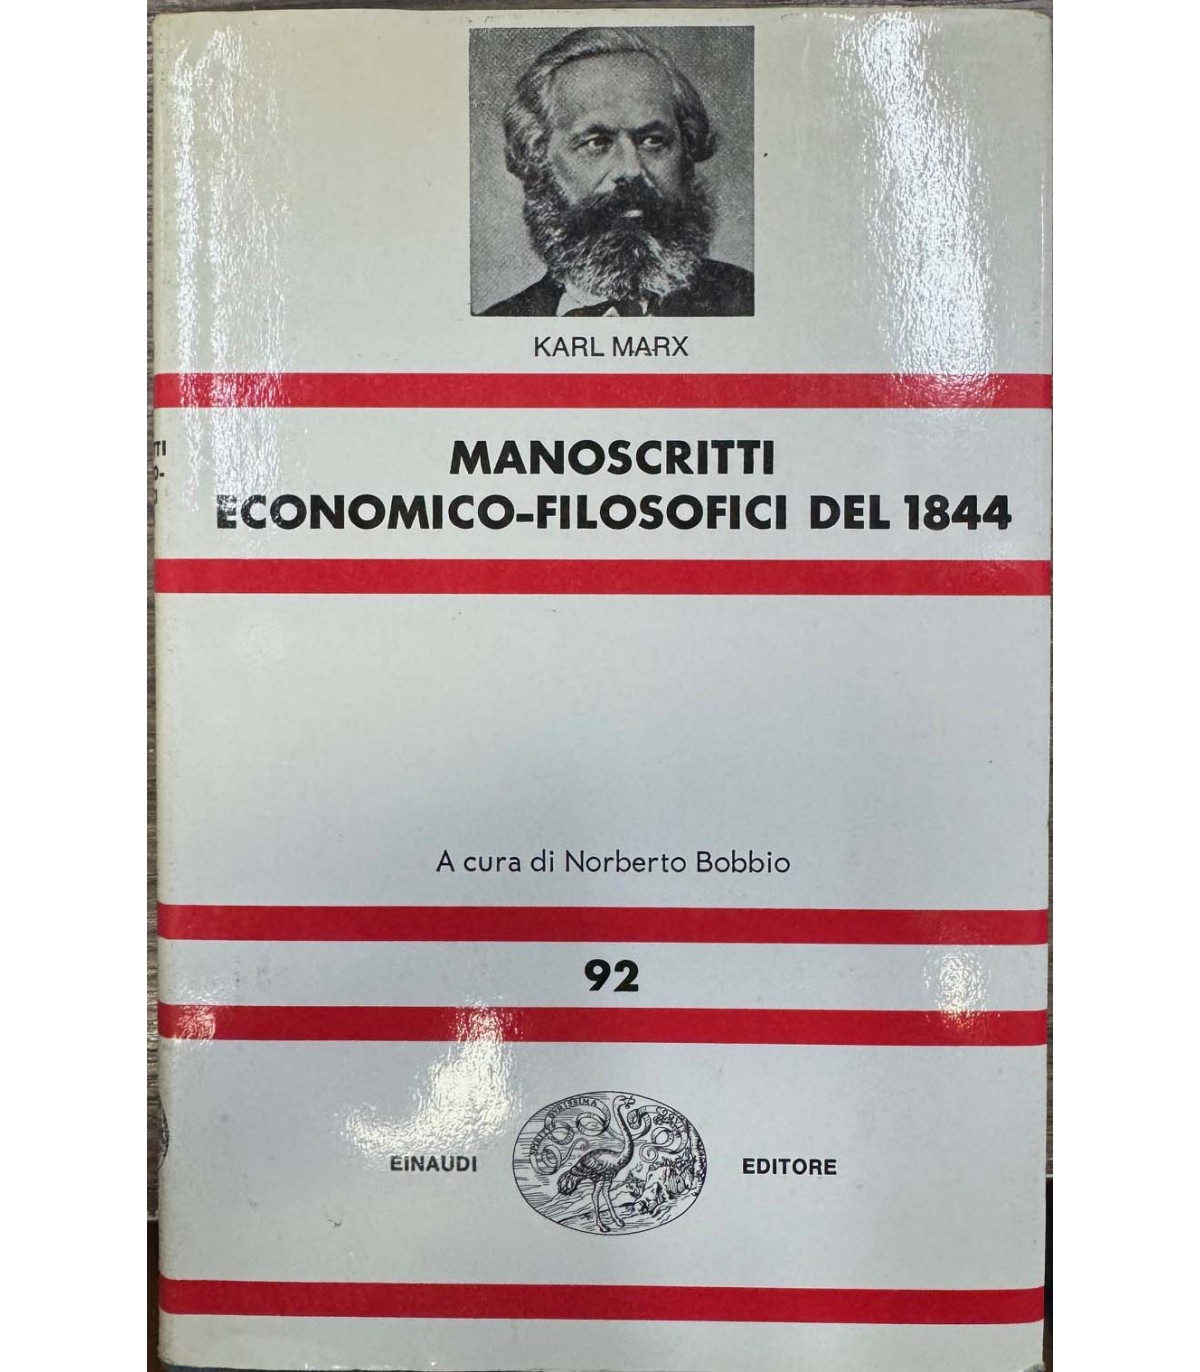 KARL MARX
MANOSCRITTI
ECONOMICO-FILOSOFICI DEL 1844
A cura di Norberto Bobbio
92
EINAUDI
EDITORE